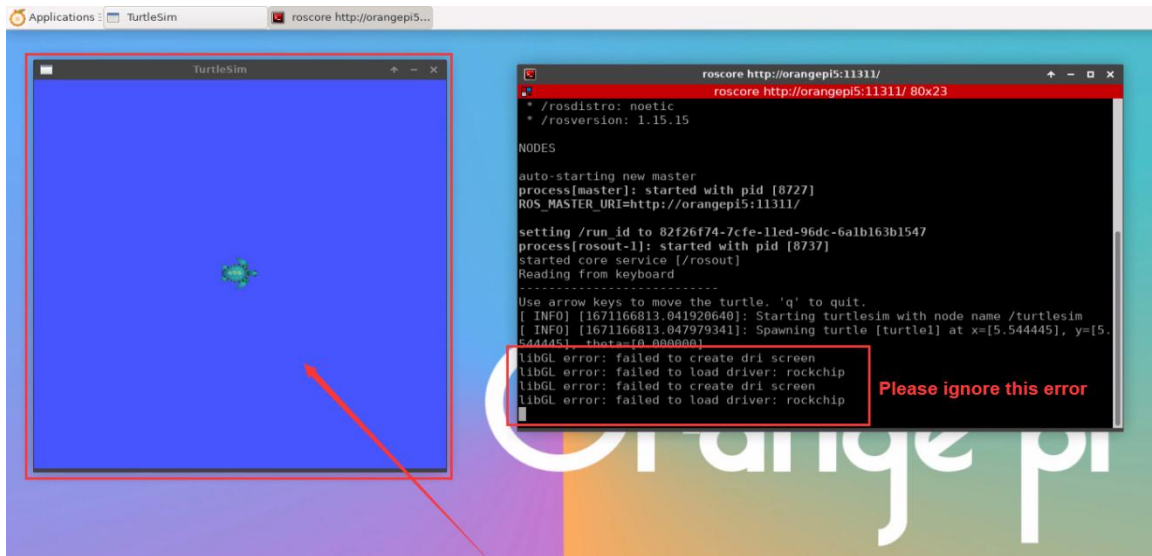 Applications
TurtleSim
roscore http://orangepi5...
TurtleSim
roscore http://orangepi5:11311/
roscore http://orangepi5:11311/ 80x23
* /rosdistro: noetic
* /rosversion: 1.15.15
NODES
auto-starting new master
process[master]: started with pid [8727]
ROS_MASTER_URI=http://orangepi5:11311/
setting /run_id to 82f26f74-7cfe-11ed-96dc-6a1b163b1547
process[rosout-1]: started with pid [8737]
started core service [/rosout]
Reading from keyboard
---------------------------
Use arrow keys to move the turtle. 'q' to quit.
[ INFO] [1671166813.041920640]: Starting turtlesim with node name /turtlesim
[ INFO] [1671166813.047979341]: Spawning turtle [turtle1] at x=[5.544445], y=[5.
544445], theta=[0.000000]
libGL error: failed to create dri screen
libGL error: failed to load driver: rockchip
libGL error: failed to create dri screen
libGL error: failed to load driver: rockchip
Please ignore this error
Orange pi